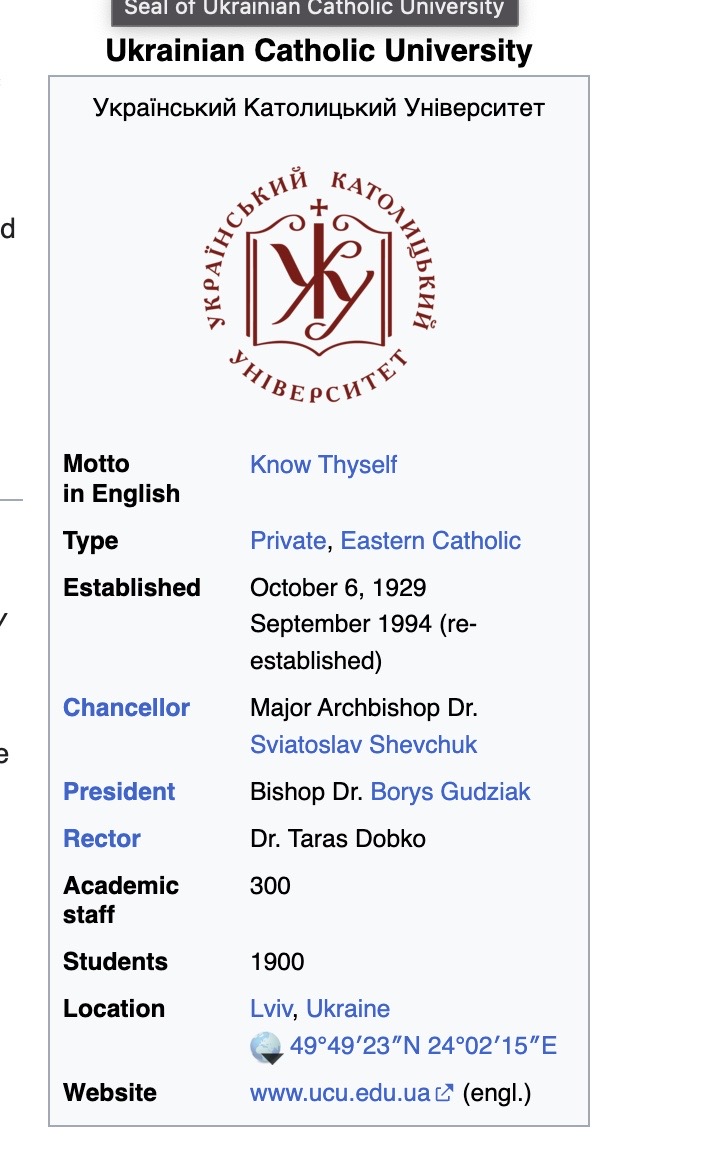 Seal of Ukrainian Catholic University
Ukrainian Catholic University
Український Католицький Університет
УКРАЇНСЬКИЙ КАТОЛИЦЬКИЙ
УКУ
УНІВЕРСИТЕТ
Motto
in English
Know Thyself
Type
Private, Eastern Catholic
Established
October 6, 1929
September 1994 (re-
established)
Chancellor
Major Archbishop Dr.
Sviatoslav Shevchuk
President
Bishop Dr. Borys Gudziak
Rector
Dr. Taras Dobko
Academic
staff
300
Students
1900
Location
Lviv, Ukraine
49°49′23″N 24°02′15″E
Website
www.ucu.edu.ua (engl.)
d
y
e